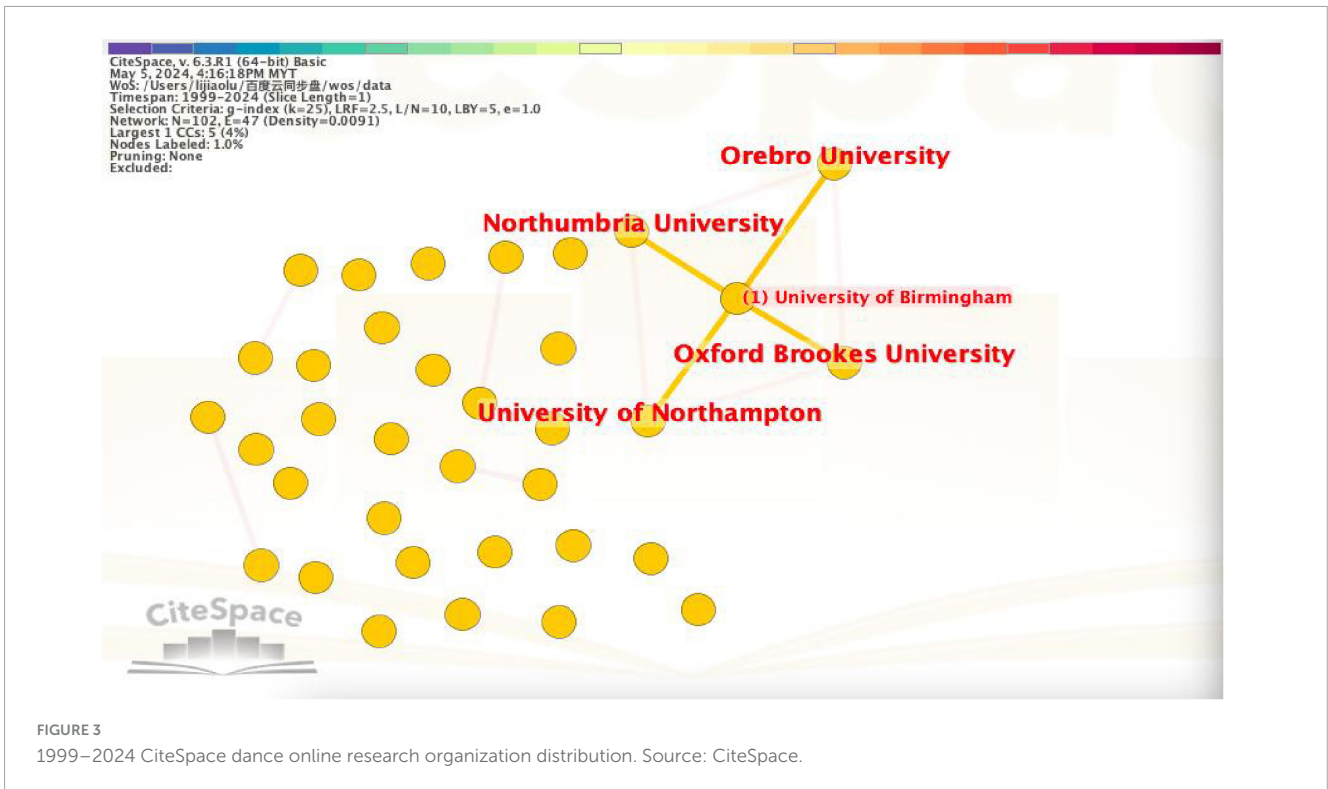 CiteSpace, v. 6.3.R1 (64-bit) Basic
May 5, 2024, 4:16:18PM MYT
WoS: /Users/lijiaolu/百度云同步盘/wos/data
Timespan: 1999-2024 (Slice Length=1)
Selection Criteria: g-index (k=25), LRF=2.5, L/N=10, LBY=5, e=1.0
Network: N=102, E=47 (Density=0.0091)
Largest 1 CCs: 5 (4%)
Nodes Labeled: 1.0%
Pruning: None
Excluded:
Orebro University
Northumbria University
(1) University of Birmingham
Oxford Brookes University
University of Northampton
CiteSpace
FIGURE 3
1999–2024 CiteSpace dance online research organization distribution. Source: CiteSpace.